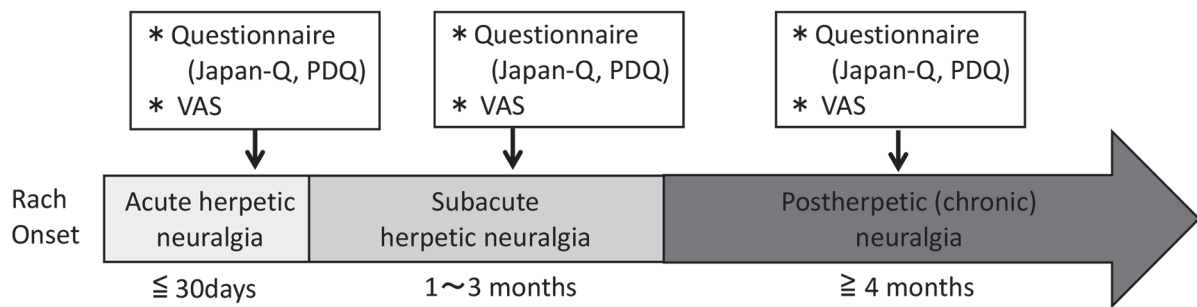 * Questionnaire
(Japan-Q, PDQ)
* VAS
* Questionnaire
(Japan-Q, PDQ)
* VAS
* Questionnaire
(Japan-Q, PDQ)
* VAS
Rach
Onset
Acute herpetic
neuralgia
Subacute
herpetic neuralgia
Postherpetic (chronic)
neuralgia
≦ 30days
1〜3 months
≧ 4 months